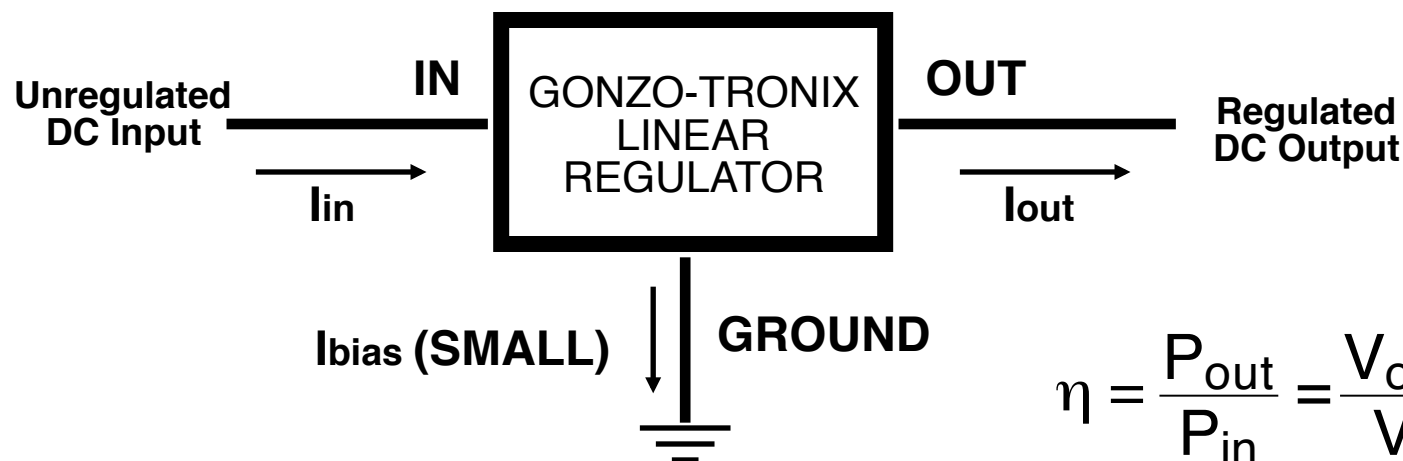 Unregulated
DC Input
IN
Iin
GONZO-TRONIX
LINEAR
REGULATOR
OUT
Iout
Regulated
DC Output
Ibias (SMALL)
GROUND
η = Pout / Pin =